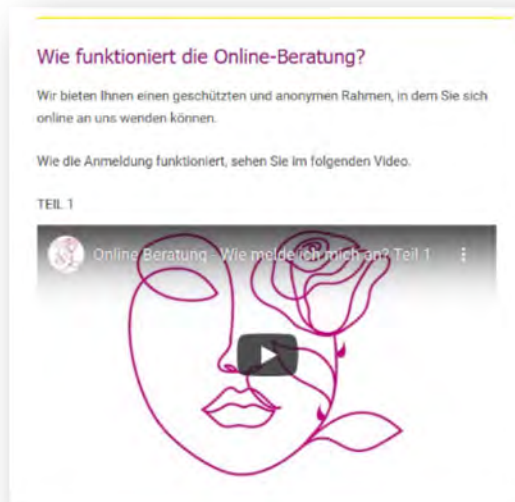 Wie funktioniert die Online-Beratung?
Wir bieten Ihnen einen geschützten und anonymen Rahmen, in dem Sie sich
online an uns wenden können.
Wie die Anmeldung funktioniert, sehen Sie im folgenden Video.
TEIL 1
Online Beratung - Wie melde ich mich an? Teil 1